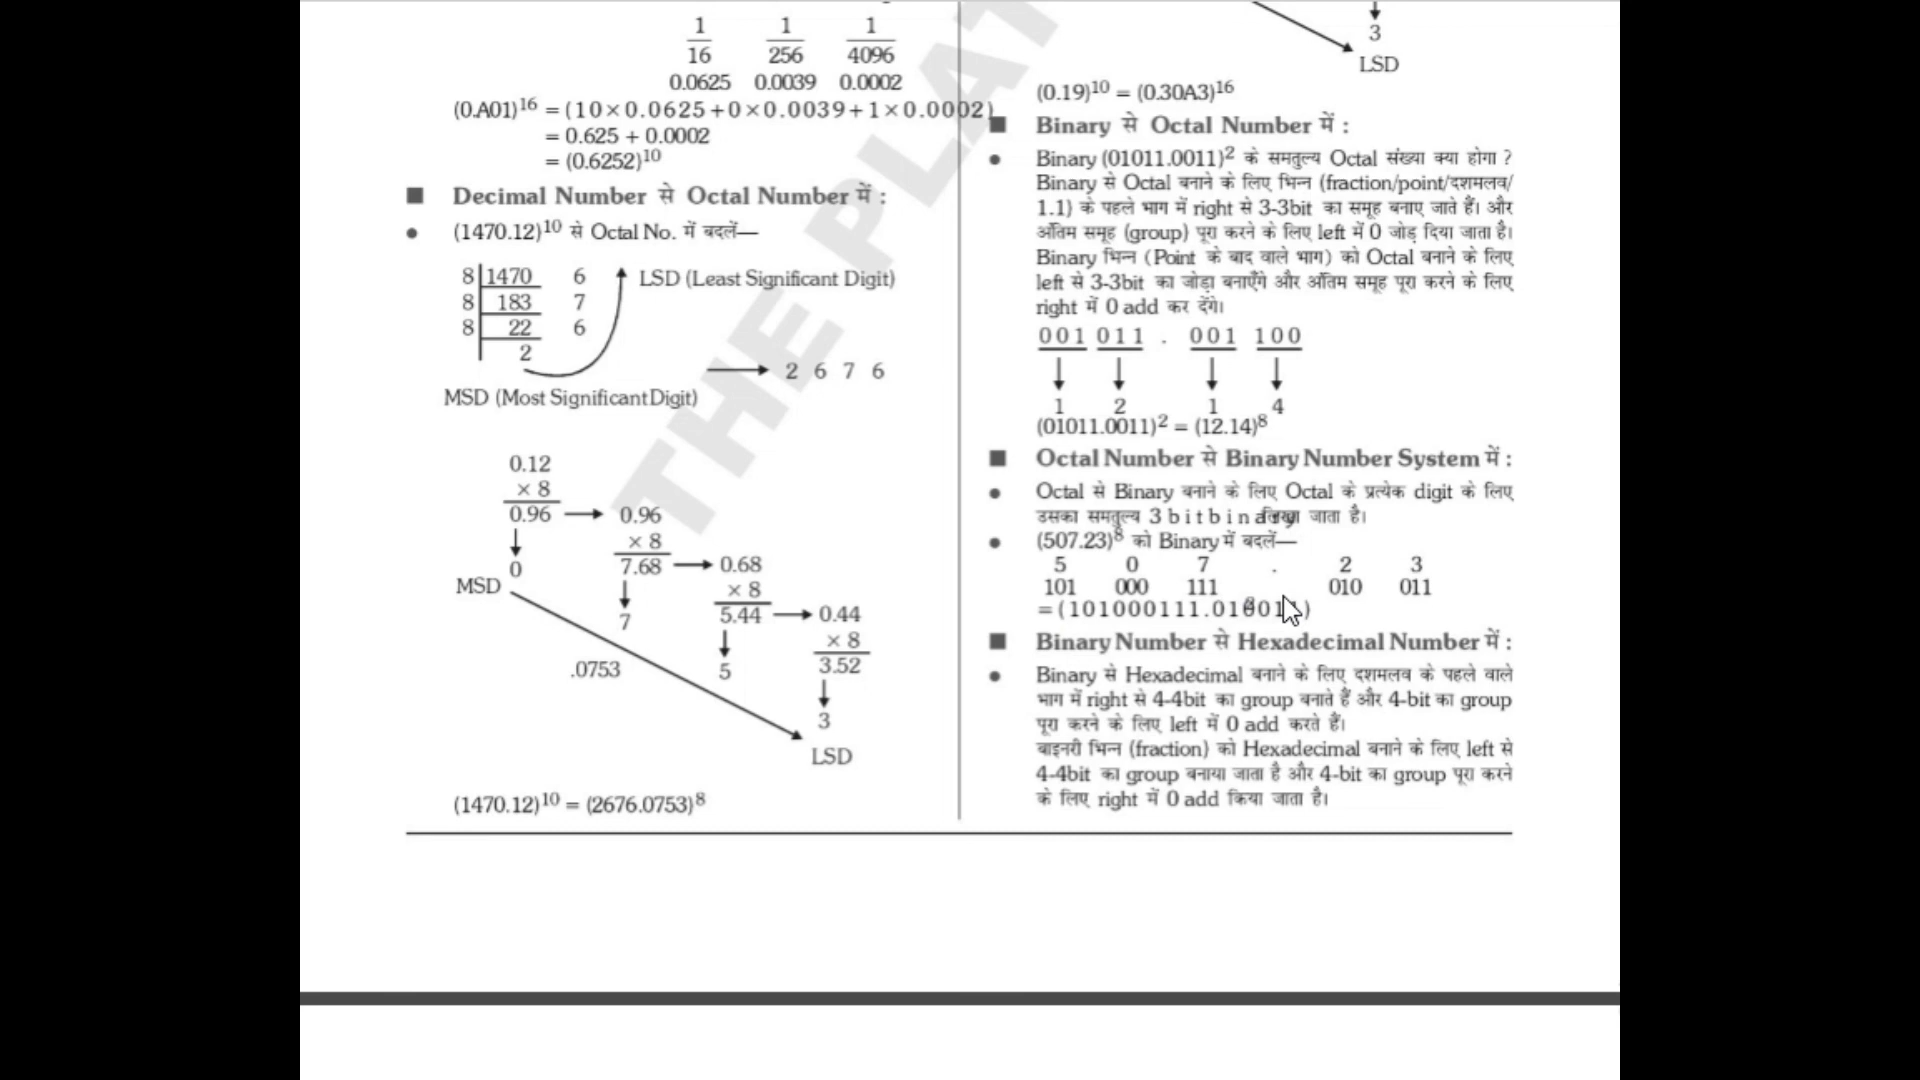 1 1 1
16 256 4096
0.0625 0.0039 0.0002
(0.A01)16 = (10×0.0625+0×0.0039+1×0.0002)
= 0.625 + 0.0002
= (0.6252)10
■ Decimal Number से Octal Number में :
● (1470.12)10 से Octal No. में बदलें—
8 1470 6 LSD (Least Significant Digit)
8 183 7
8 22 6
2
2 6 7 6
MSD (Most Significant Digit)
0.12
× 8
0.96 0.96
× 8
0 7.68 0.68
MSD × 8
7 5.44 0.44
× 8
.0753 5 3.52
3
LSD
(1470.12)10 = (2676.0753)8
3
LSD
(0.19)10 = (0.30A3)16
■ Binary से Octal Number में :
● Binary (01011.0011)2 के समतुल्य Octal संख्या क्या होगा ?
Binary से Octal बनाने के लिए भिन्न (fraction/point/दशमलव/
1.1) के पहले भाग में right से 3-3bit का समूह बनाए जाते हैं। और
अंतिम समूह (group) पूरा करने के लिए left में 0 जोड़ दिया जाता है।
Binary भिन्न (Point के बाद वाले भाग) को Octal बनाने के लिए
left से 3-3bit का जोड़ा बनाएँगे और अंतिम समूह पूरा करने के लिए
right में 0 add कर देंगे।
001 011 . 001 100
1 2 1 4
(01011.0011)2 = (12.14)8
■ Octal Number से Binary Number System में :
● Octal से Binary बनाने के लिए Octal के प्रत्येक digit के लिए
उसका समतुल्य 3 bit binary लिखा जाता है।
● (507.23)8 को Binary में बदलें—
5 0 7 . 2 3
101 000 111 010 011
=(101000111.010011)
■ Binary Number से Hexadecimal Number में :
● Binary से Hexadecimal बनाने के लिए दशमलव के पहले वाले
भाग में right से 4-4bit का group बनाते हैं और 4-bit का group
पूरा करने के लिए left में 0 add करते हैं।
बाइनरी भिन्न (fraction) को Hexadecimal बनाने के लिए left से
4-4bit का group बनाया जाता है और 4-bit का group पूरा करने
के लिए right में 0 add किया जाता है।
THE PLAT